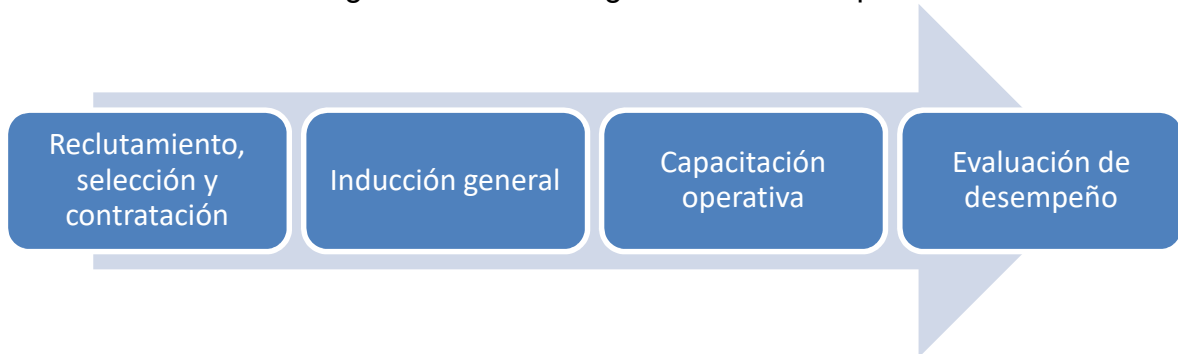 Reclutamiento,
selección y
contratación
Inducción general
Capacitación
operativa
Evaluación de
desempeño